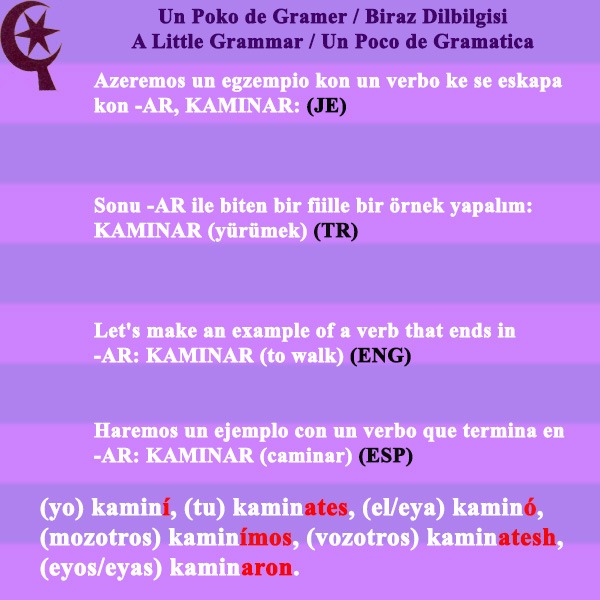 Un Poko de Gramer / Biraz Dilbilgisi
A Little Grammar / Un Poco de Gramatica
Azeremos un egzempio kon un verbo ke se eskapa
kon -AR, KAMINAR: (JE)
Sonu -AR ile biten bir fiille bir örnek yapalım:
KAMINAR (yürümek) (TR)
Let's make an example of a verb that ends in
-AR: KAMINAR (to walk) (ENG)
Haremos un ejemplo con un verbo que termina en
-AR: KAMINAR (caminar) (ESP)
(yo) kaminí, (tu) kaminates, (el/eya) kaminó,
(mozotros) kaminímos, (vozotros) kaminatesh,
(eyos/eyas) kaminaron.